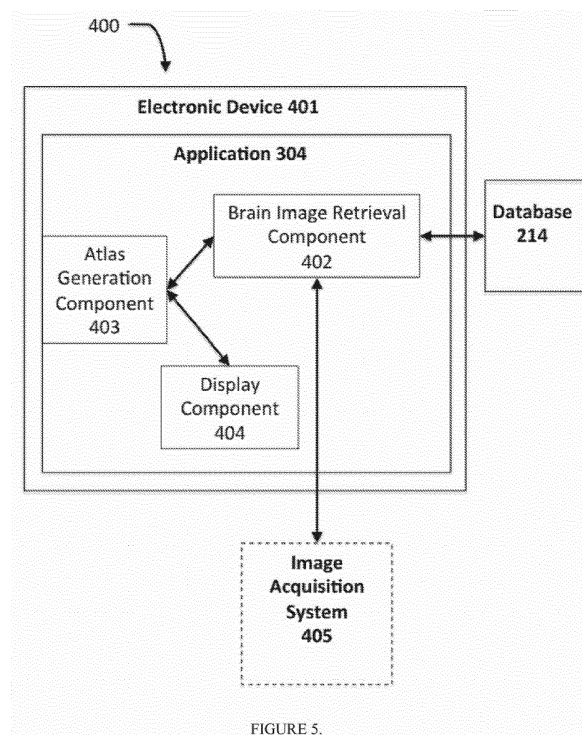 400
Electronic Device 401
Application 304
Brain Image Retrieval
Component
402
Database
214
Atlas
Generation
Component
403
Display
Component
404
Image
Acquisition
System
405
FIGURE 5.